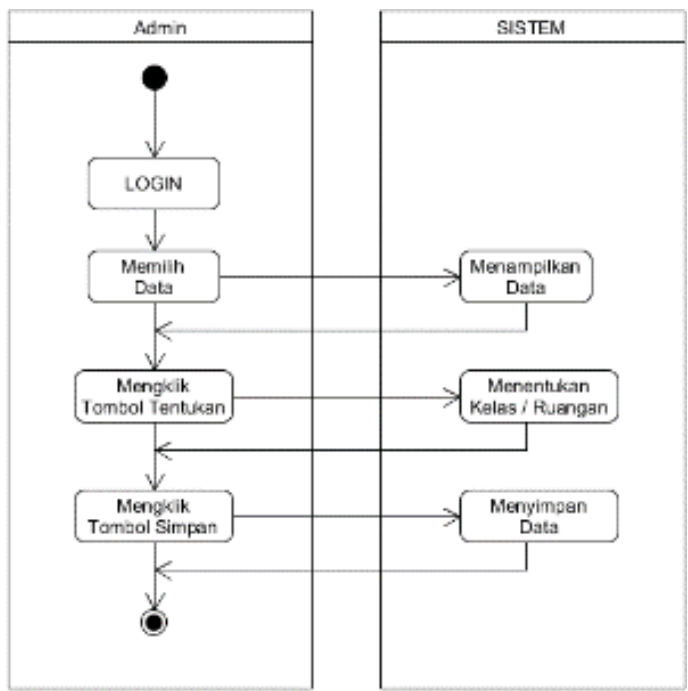 Admin
SISTEM
LOGIN
Memilih
Data
Menampilkan
Data
Mengklik
Tombol Tentukan
Menentukan
Kelas / Ruangan
Mengklik
Tombol Simpan
Menyimpan
Data